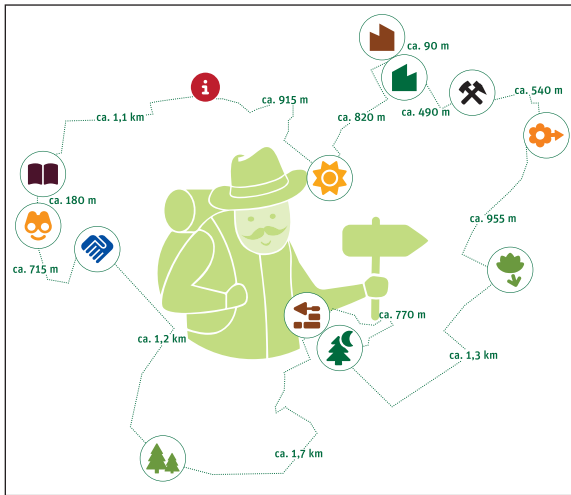 ca. 90 m
ca. 540 m
i
ca. 915 m
ca. 490 m
ca. 1,1 km
ca. 820 m
ca. 180 m
ca. 955 m
ca. 715 m
ca. 770 m
ca. 1,2 km
ca. 1,3 km
ca. 1,7 km